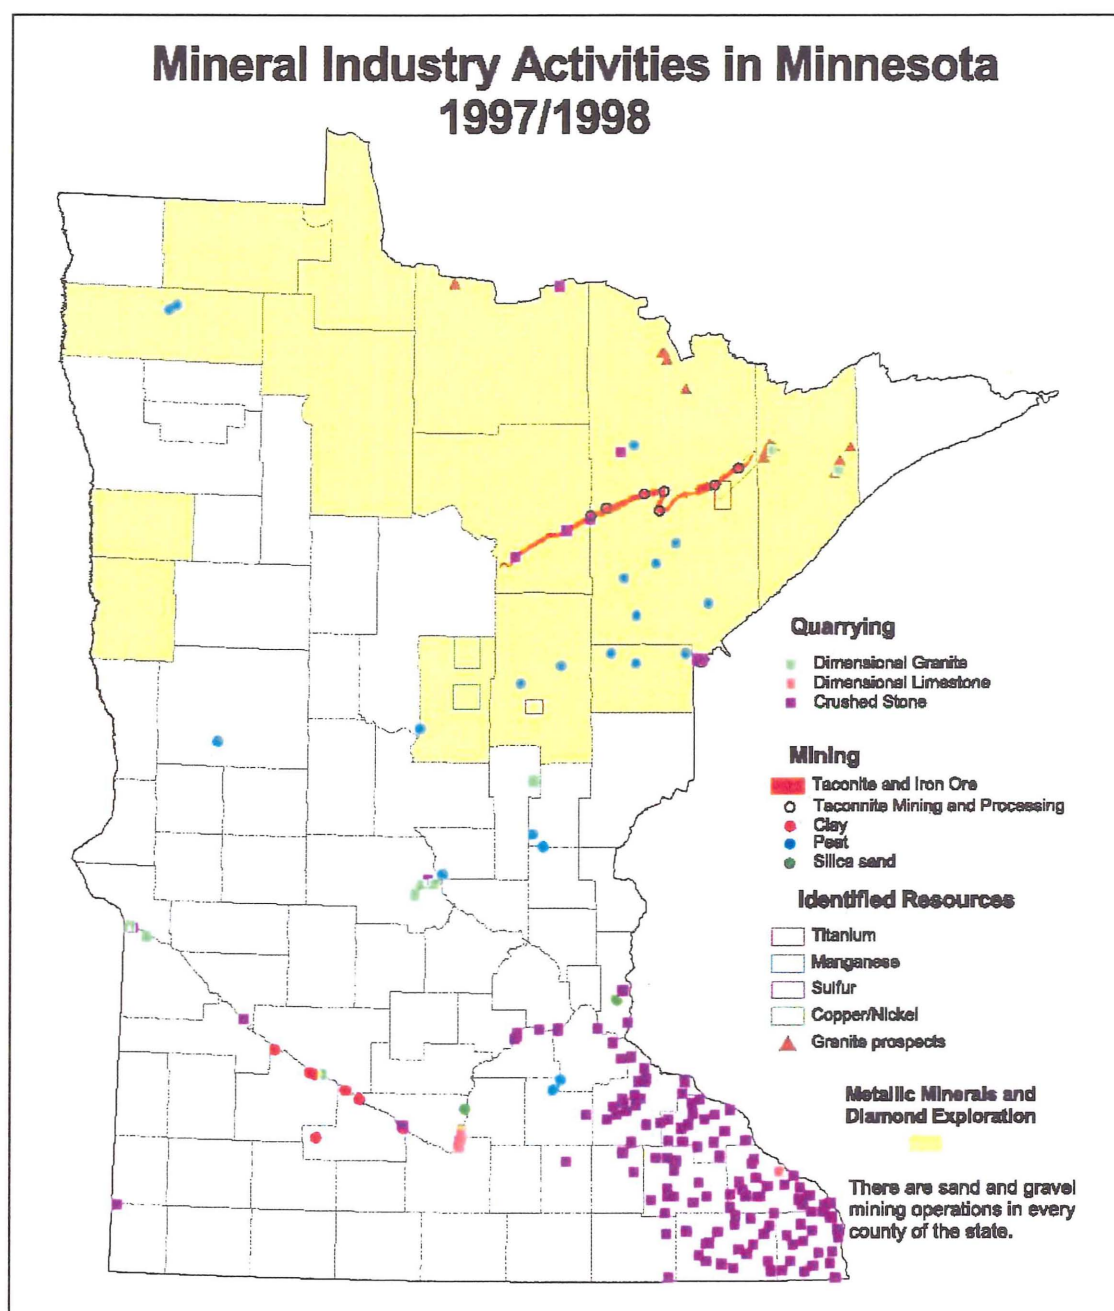 Mineral Industry Activities in Minnesota
1997/1998
Quarrying
Dimensional Granite
Dimensional Limestone
Crushed Stone
Mining
Taconite and Iron Ore
Taconnite Mining and Processing
Clay
Peat
Silica sand
Identified Resources
Titanium
Manganese
Sulfur
Copper/Nickel
Granite prospects
Metallic Minerals and
Diamond Exploration
There are sand and gravel
mining operations in every
county of the state.